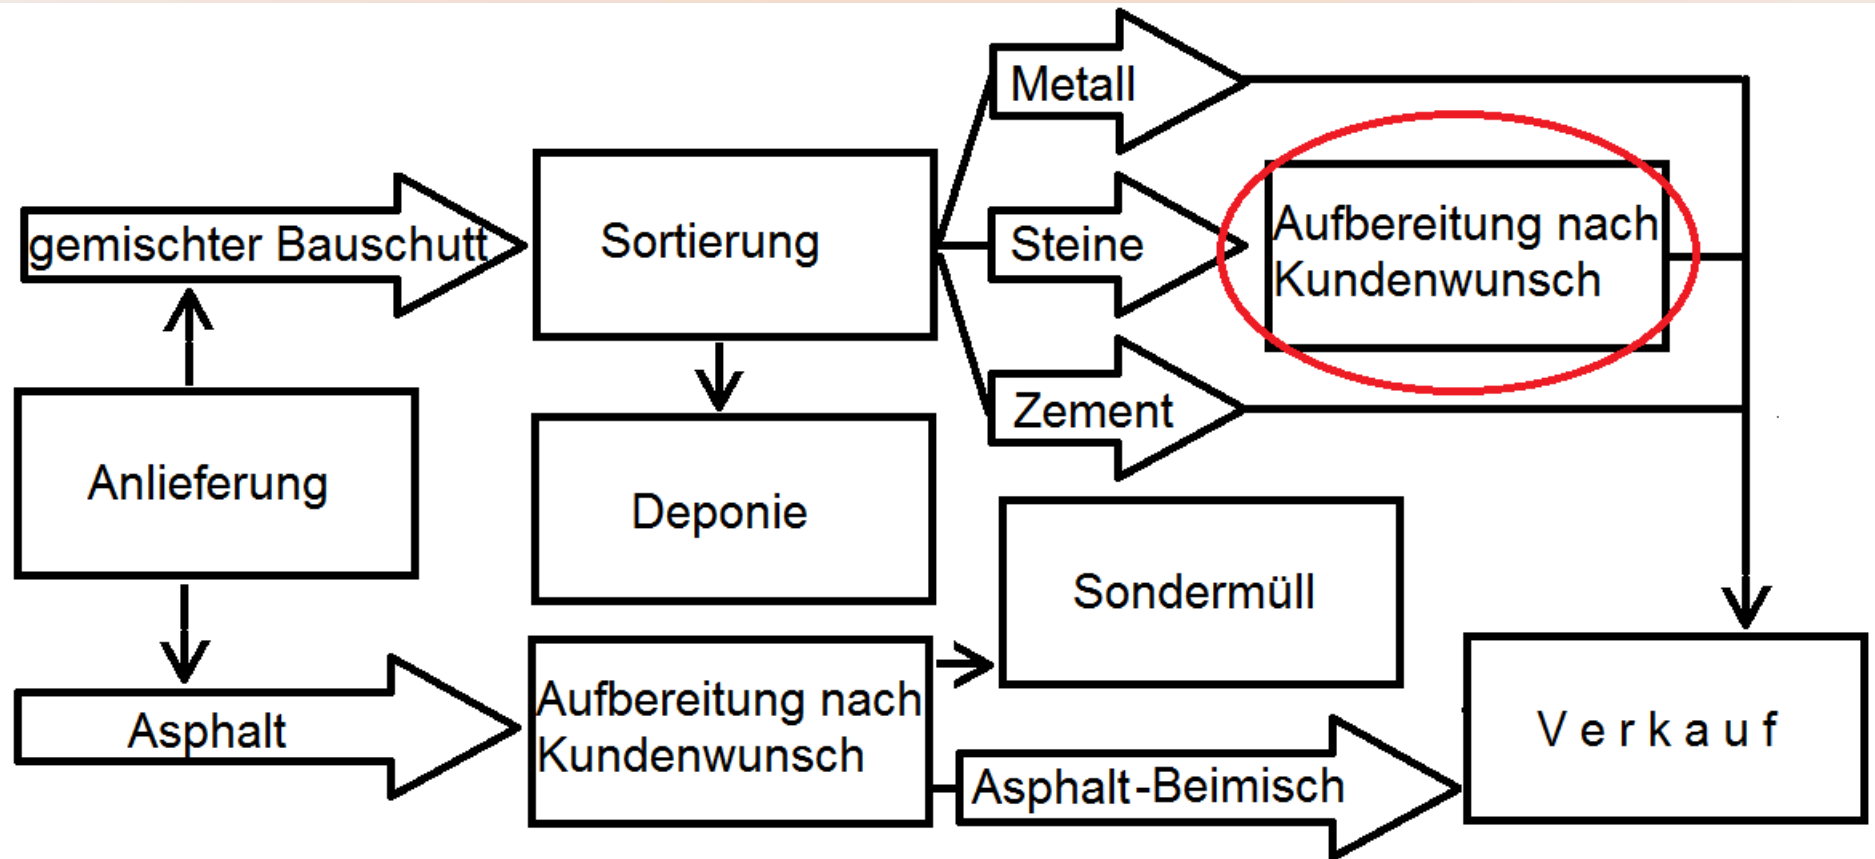 Metall
gemischter Bauschutt
Sortierung
Steine
Aufbereitung nach
Kundenwunsch
Zement
Anlieferung
Deponie
Sondermüll
Asphalt
Aufbereitung nach
Kundenwunsch
Asphalt-Beimisch
Verkauf